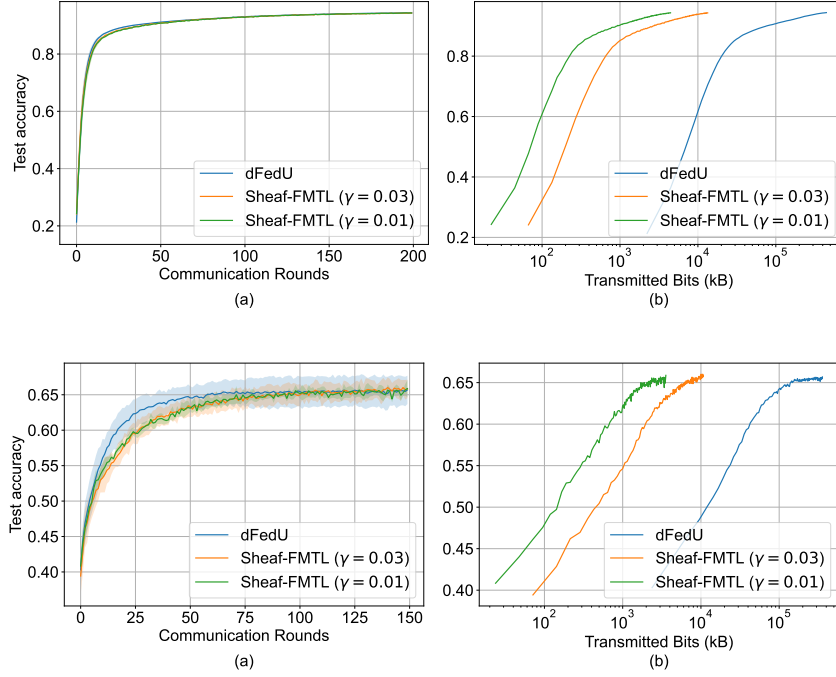 Test accuracy
0.8
0.6
0.4
0.2
dFedU
Sheaf-FMTL (γ = 0.03)
Sheaf-FMTL (γ = 0.01)
0 50 100 150 200
Communication Rounds
(a)
0.8
0.6
0.4
0.2
dFedU
Sheaf-FMTL (γ = 0.03)
Sheaf-FMTL (γ = 0.01)
10² 10³ 10⁴ 10⁵
Transmitted Bits (kB)
(b)
Test accuracy
0.65
0.60
0.55
0.50
0.45
0.40
dFedU
Sheaf-FMTL (γ = 0.03)
Sheaf-FMTL (γ = 0.01)
0 25 50 75 100 125 150
Communication Rounds
(a)
0.65
0.60
0.55
0.50
0.45
0.40
dFedU
Sheaf-FMTL (γ = 0.03)
Sheaf-FMTL (γ = 0.01)
10² 10³ 10⁴ 10⁵
Transmitted Bits (kB)
(b)